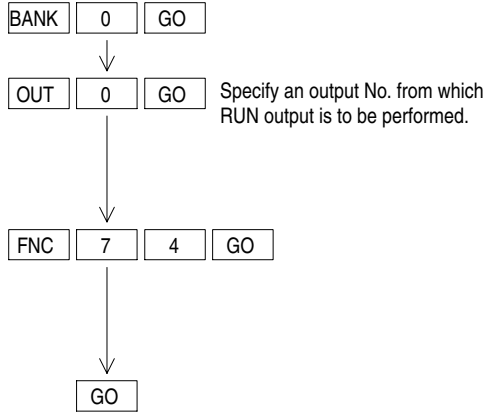 BANK 0 GO
OUT 0 GO Specify an output No. from which
RUN output is to be performed.
FNC 7 4 GO
GO